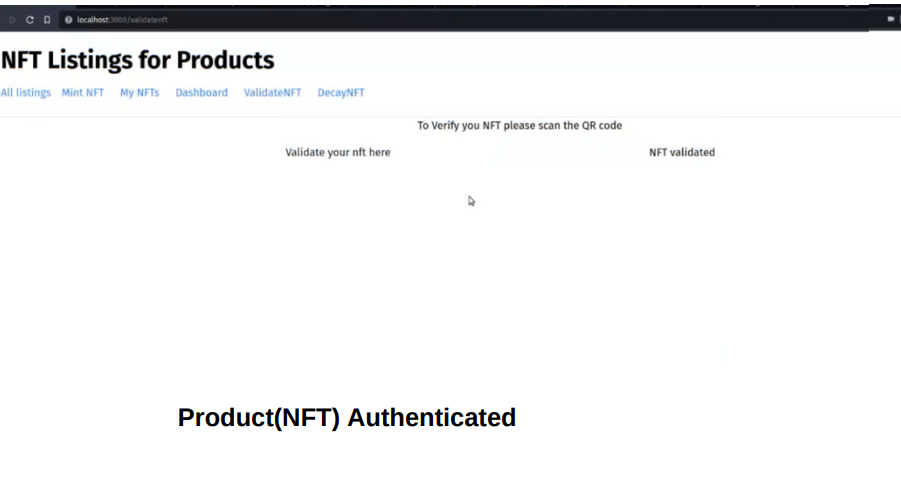 localhost:3000/validatenft
NFT Listings for Products
All listings Mint NFT My NFTs Dashboard ValidateNFT DecayNFT
To Verify you NFT please scan the QR code
Validate your nft here NFT validated
Product(NFT) Authenticated